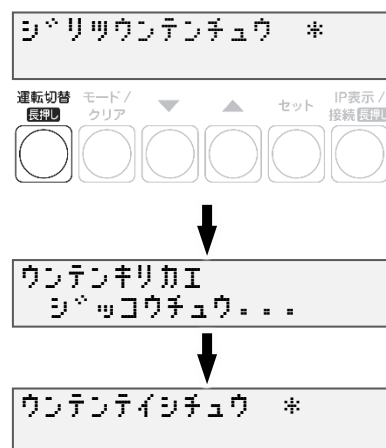 ジリツウンテンチュウ *
運転切替
長押し
モード/
クリア
▼
▲
セット
IP表示/
接続 長押し
ウンテンキリカエ
ジッコウチュウ...
ウンテンテイシチュウ *